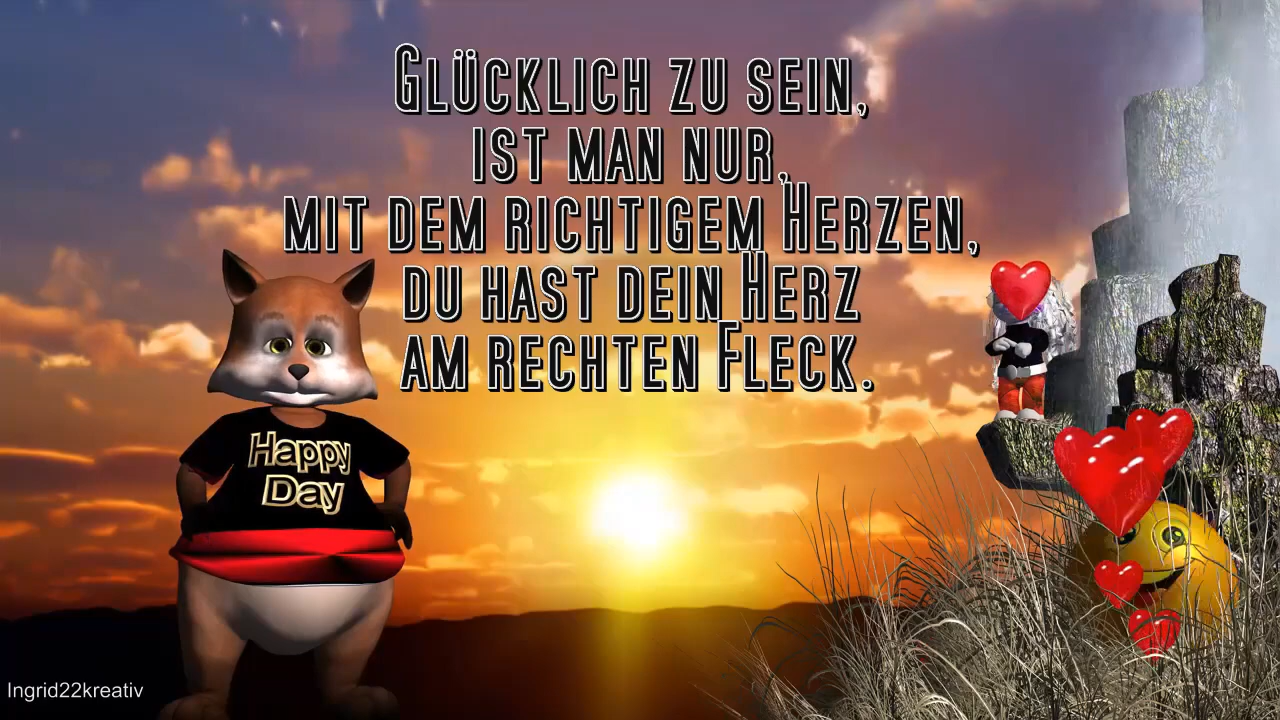 Glücklich zu sein,
ist man nur,
mit dem richtigem Herzen,
du hast dein Herz
am rechten Fleck.
Happy
Day
Ingrid22kreativ